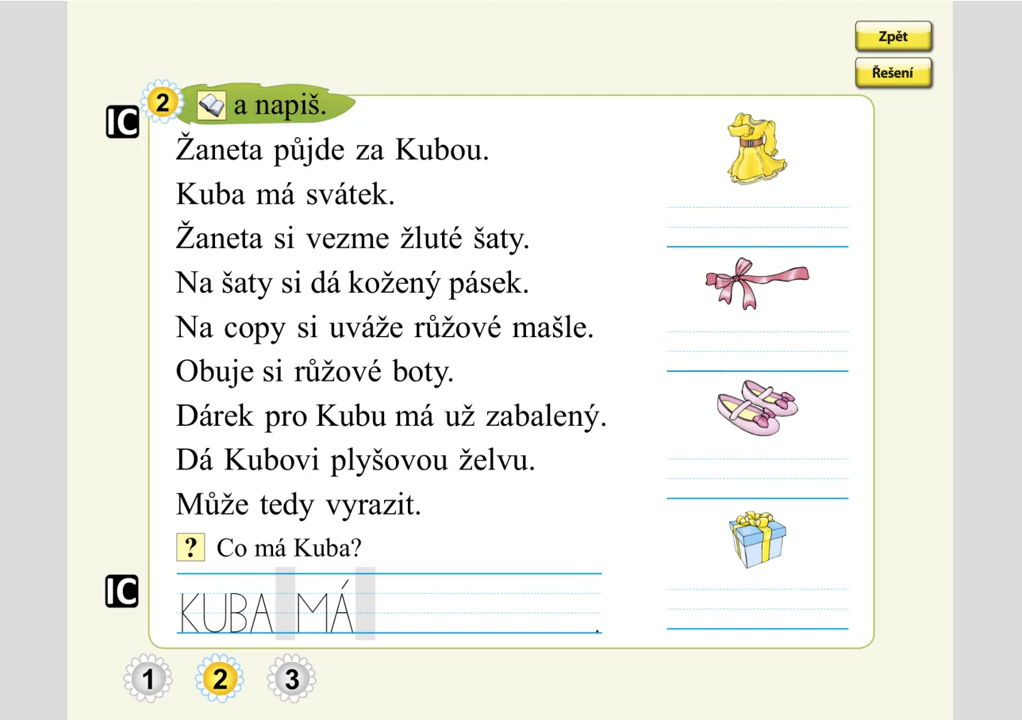 Zpět
Řešení
IC
2 a napiš.
Žaneta půjde za Kubou.
Kuba má svátek.
Žaneta si vezme žluté šaty.
Na šaty si dá kožený pásek.
Na copy si uváže růžové mašle.
Obuje si růžové boty.
Dárek pro Kubu má už zabalený.
Dá Kubovi plyšovou želvu.
Může tedy vyrazit.
? Co má Kuba?
IC
KUBA MÁ .
1 2 3